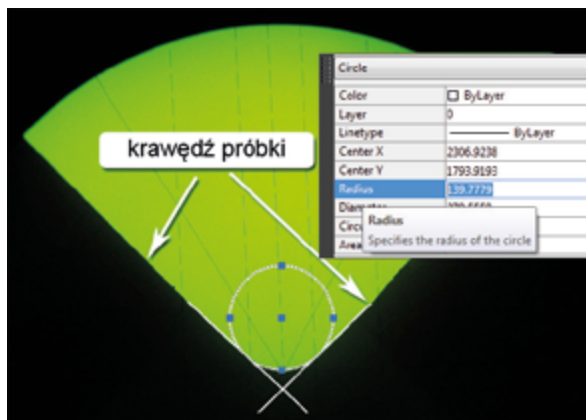 Circle
Color ByLayer
Layer 0
Linetype ByLayer
krawędź próbki
Center X 2306.9238
Center Y 1793.9193
Radius 139.7779
Radius
Specifies the radius of the circle